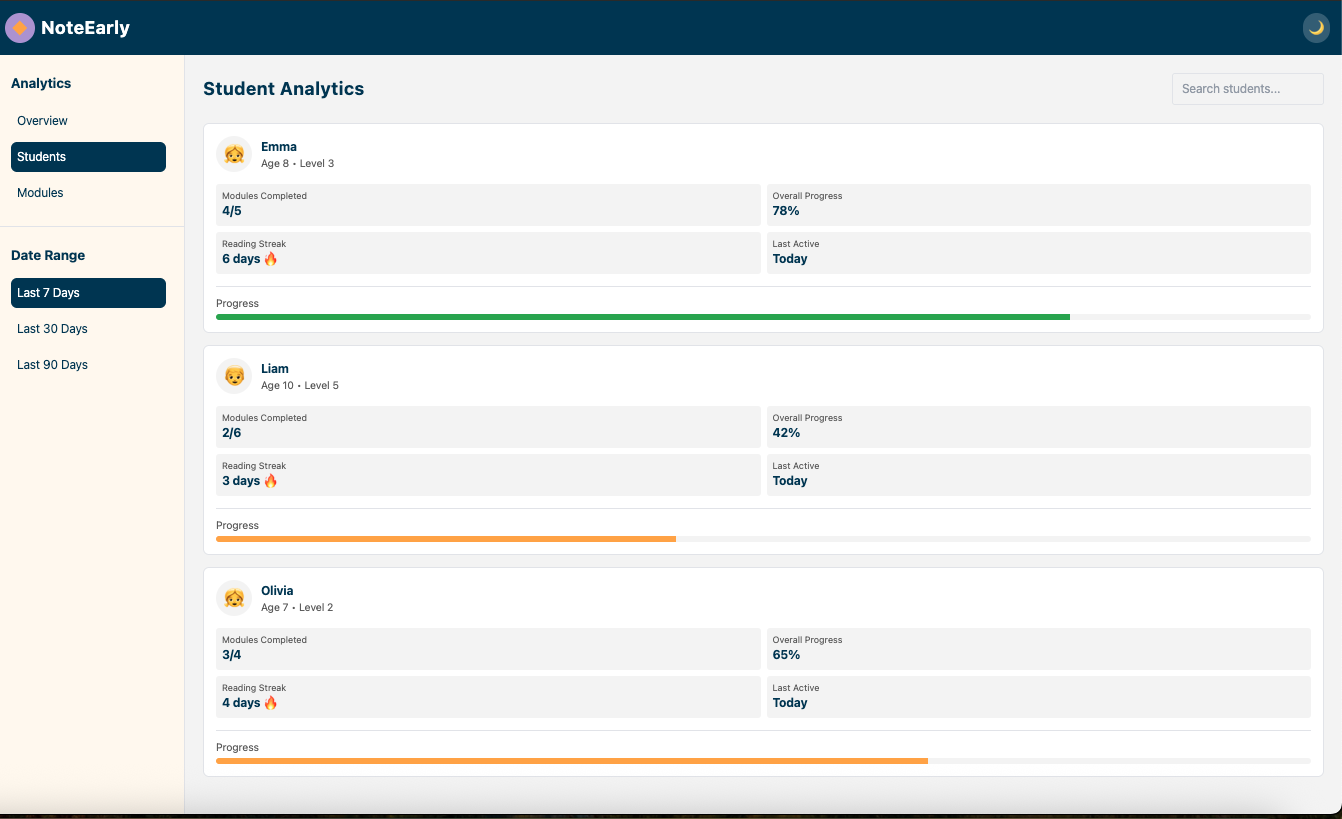 NoteEarly
Analytics
Overview
Students
Modules
Date Range
Last 7 Days
Last 30 Days
Last 90 Days
Student Analytics
Search students...
Emma
Age 8 • Level 3
Modules Completed
4/5
Overall Progress
78%
Reading Streak
6 days 🔥
Last Active
Today
Progress
Liam
Age 10 • Level 5
Modules Completed
2/6
Overall Progress
42%
Reading Streak
3 days 🔥
Last Active
Today
Progress
Olivia
Age 7 • Level 2
Modules Completed
3/4
Overall Progress
65%
Reading Streak
4 days 🔥
Last Active
Today
Progress